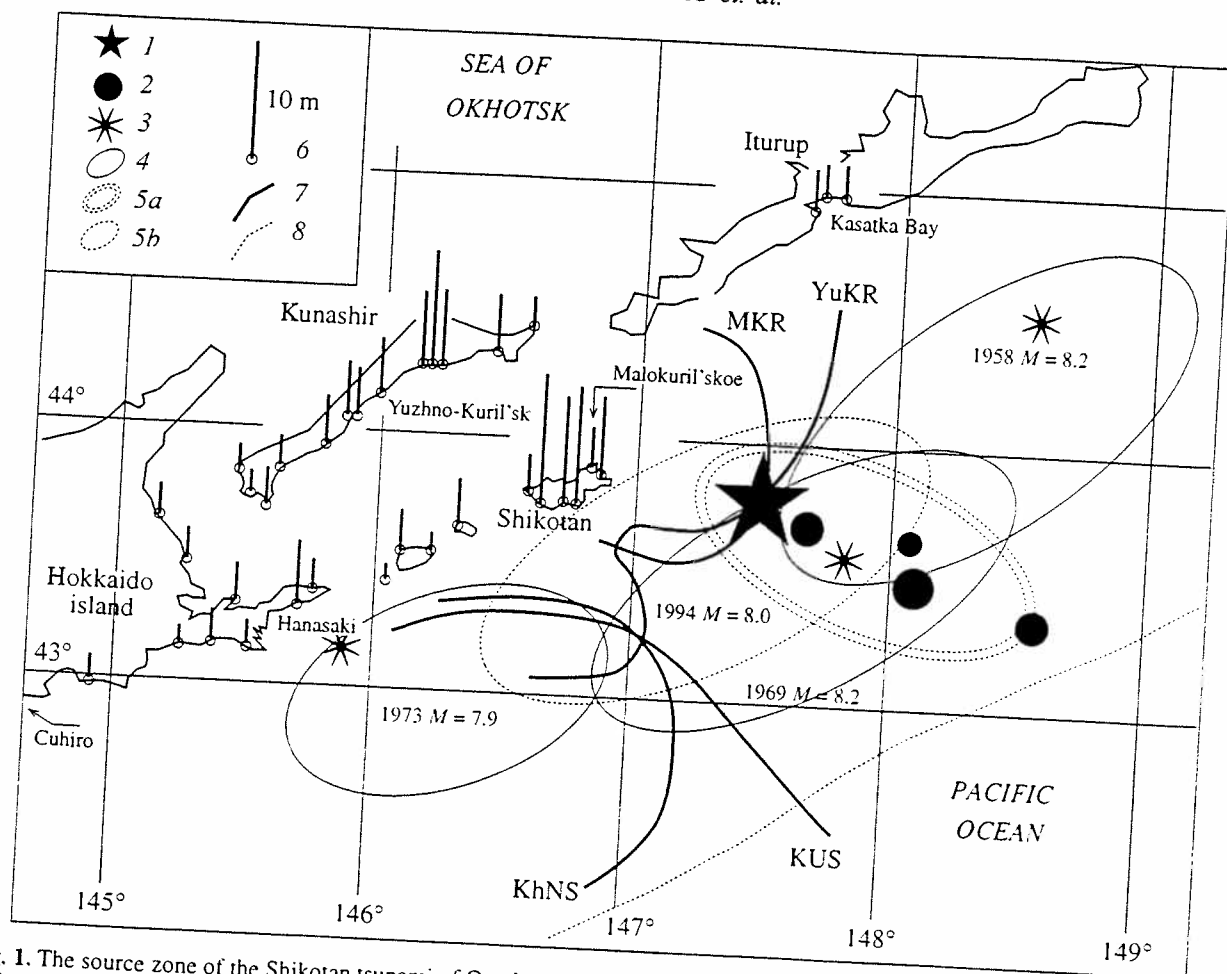 et. al.
1
2
3
4
5a
5b
10 m
6
7
8
SEA OF
OKHOTSK
Iturup
Kasatka Bay
YuKR
MKR
1958 M = 8.2
Kunashir
Malokuril'skoe
Yuzhno-Kuril'sk
44°
Shikotan
Hokkaido
island
Hanasaki
1994 M = 8.0
43°
1969 M = 8.2
1973 M = 7.9
Cuhiro
PACIFIC
OCEAN
KUS
KhNS
145°
146°
147°
148°
149°
1. The source zone of the Shikotan tsunami of